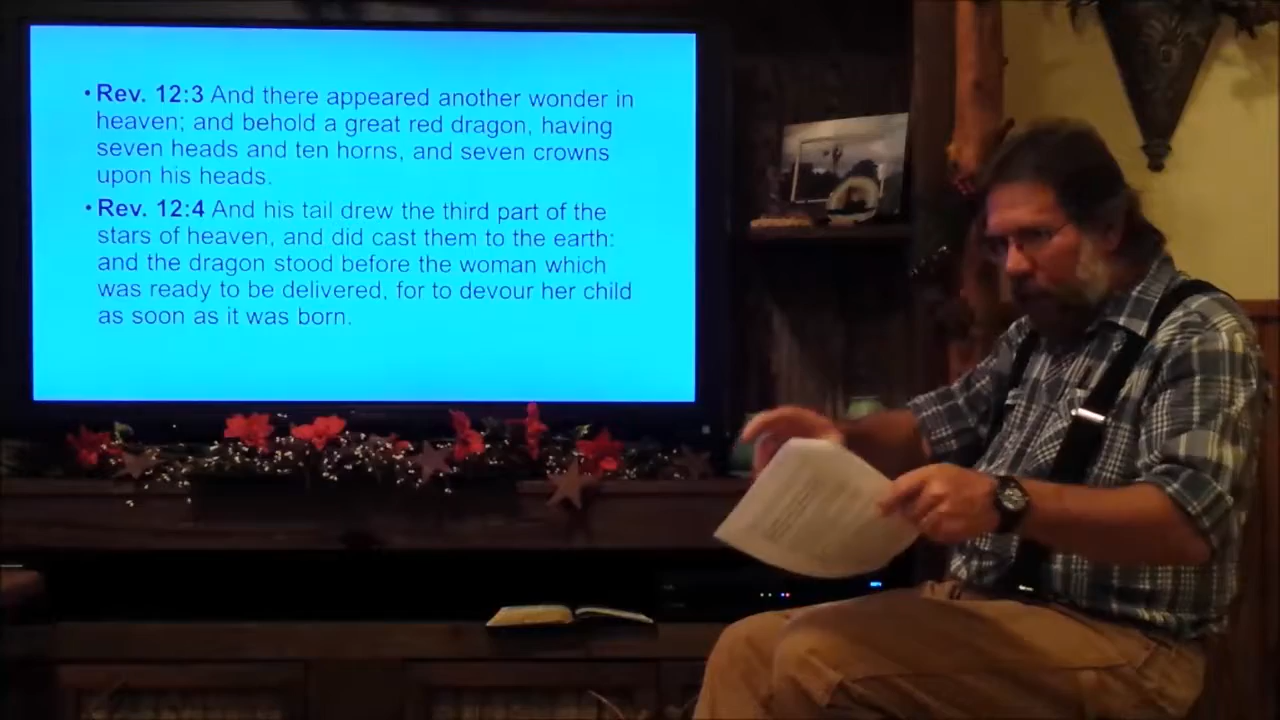 • Rev. 12:3 And there appeared another wonder in
heaven; and behold a great red dragon, having
seven heads and ten horns, and seven crowns
upon his heads.
• Rev. 12:4 And his tail drew the third part of the
stars of heaven, and did cast them to the earth:
and the dragon stood before the woman which
was ready to be delivered, for to devour her child
as soon as it was born.